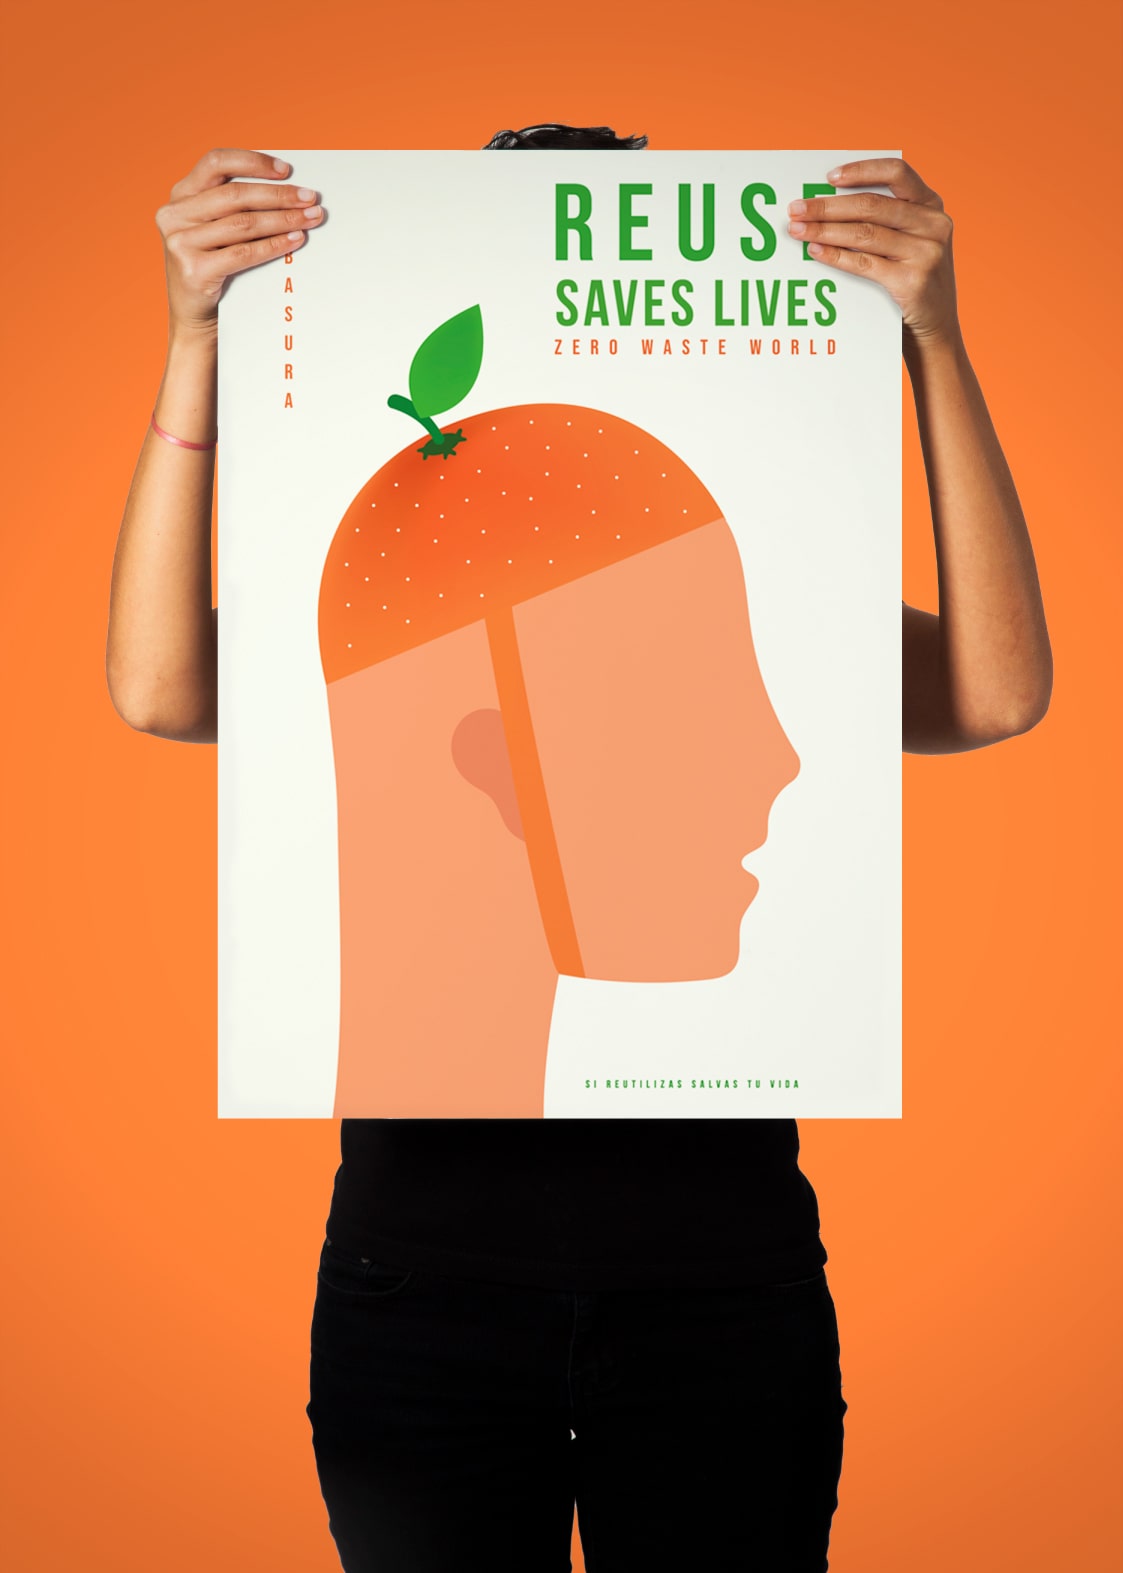 BASURA
REUSE
SAVES LIVES
ZERO WASTE WORLD
SI REUTILIZAS SALVAS TU VIDA